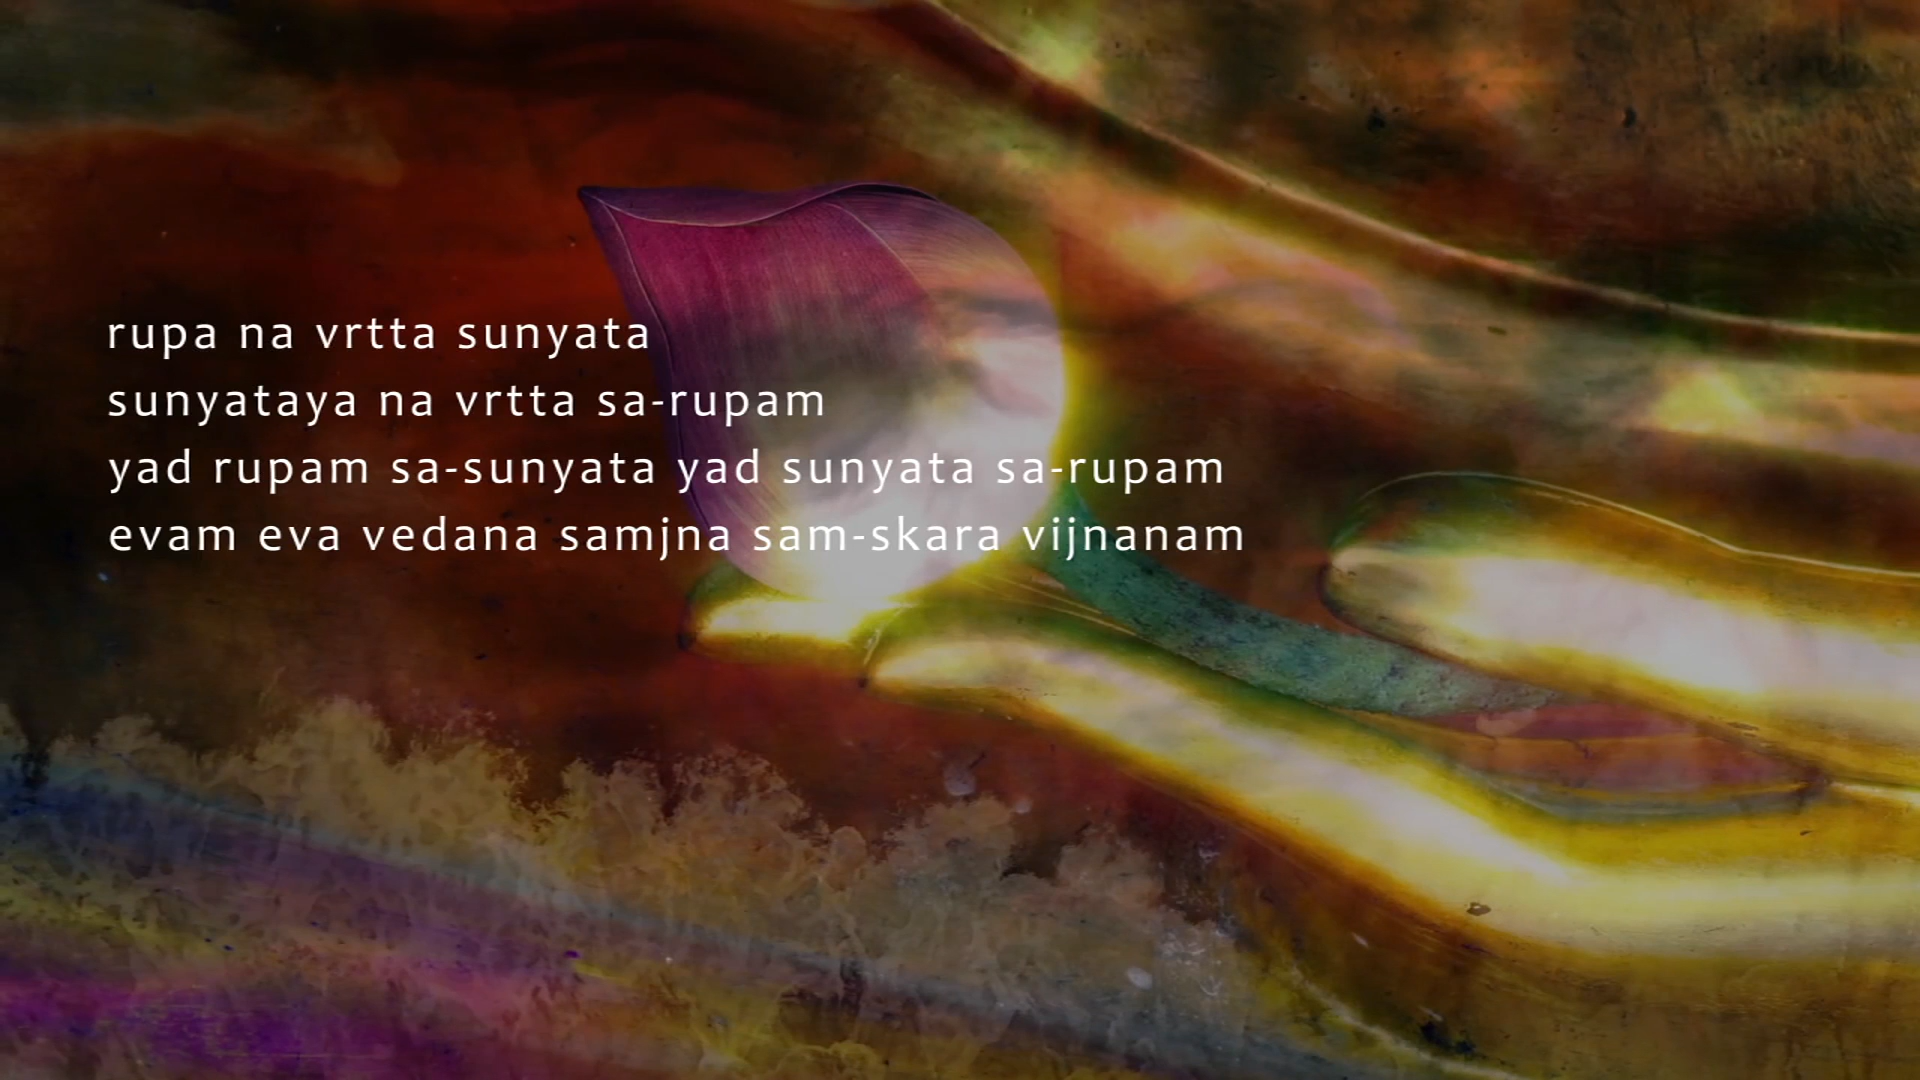 rupa na vrtta sunyata
sunyataya na vrtta sa-rupam
yad rupam sa-sunyata yad sunyata sa-rupam
evam eva vedana samjna sam-skara vijnanam